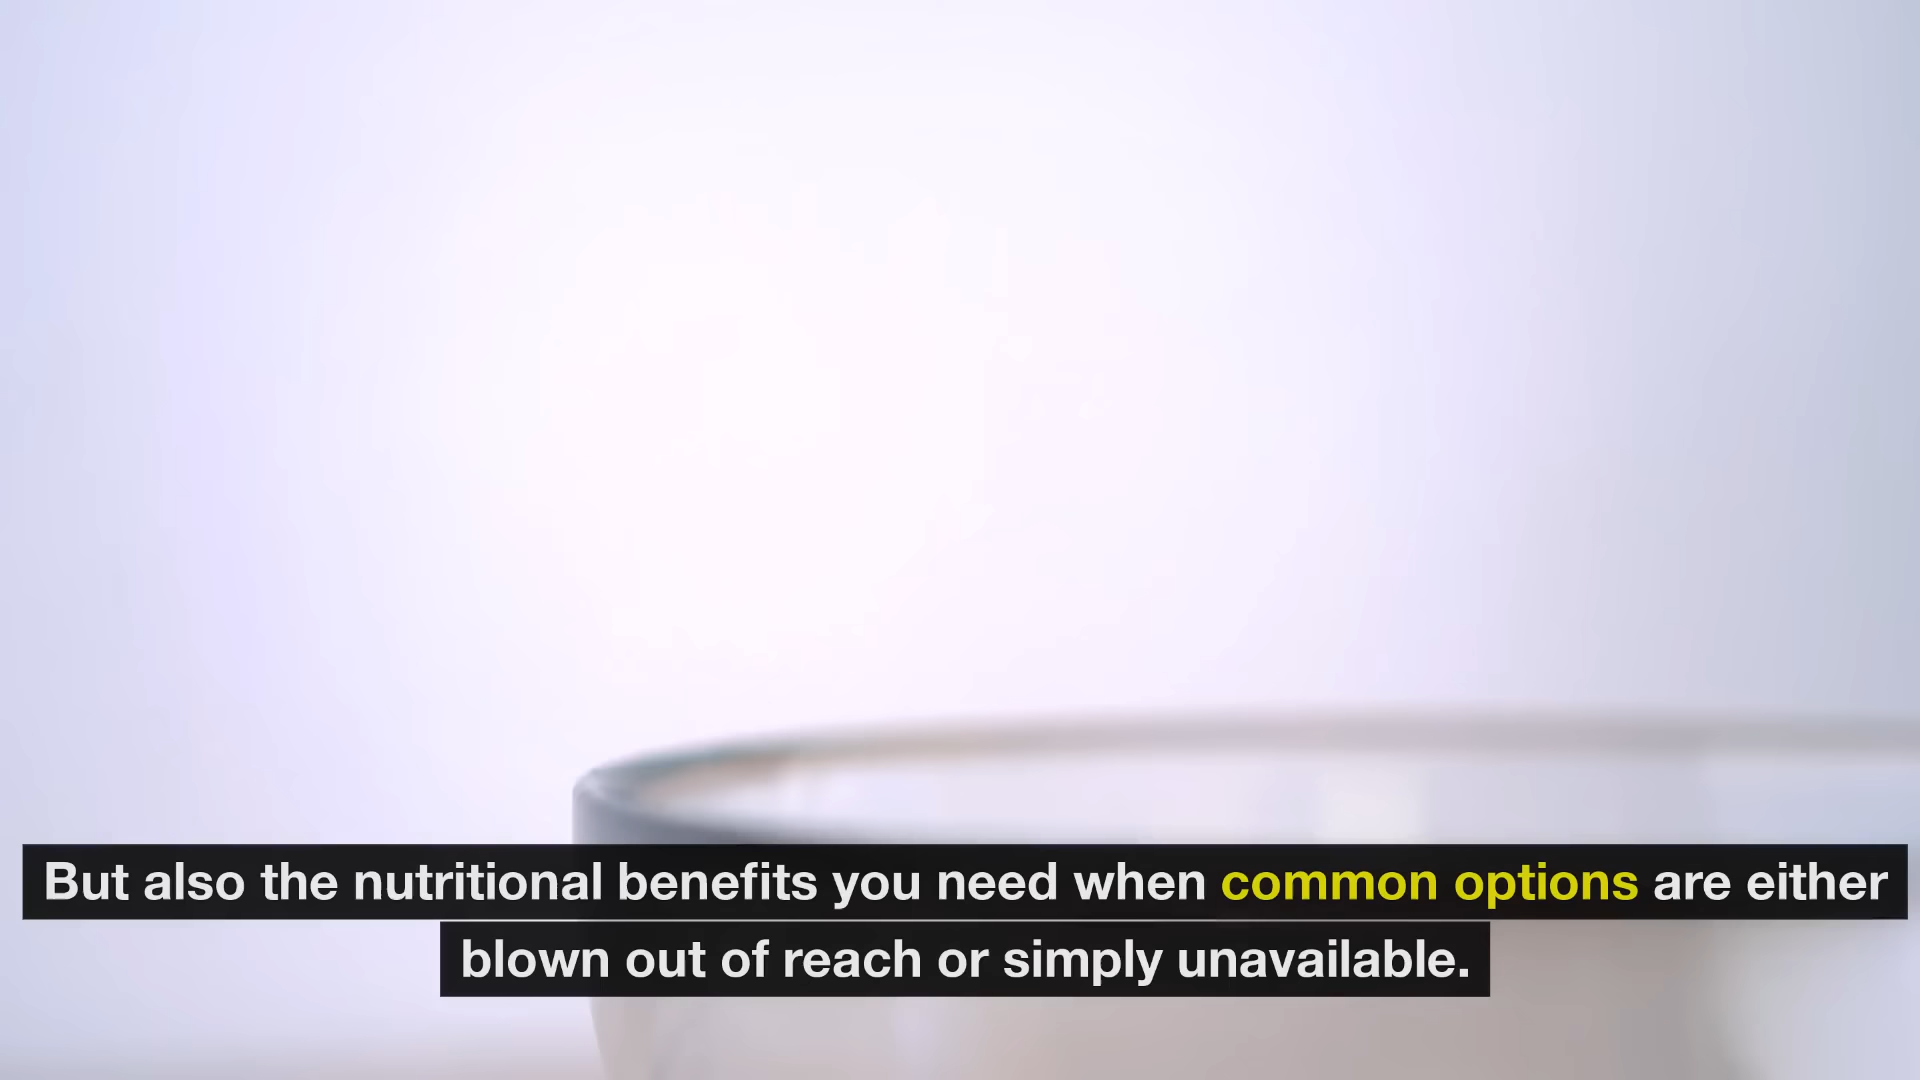 But also the nutritional benefits you need when common options are either
blown out of reach or simply unavailable.